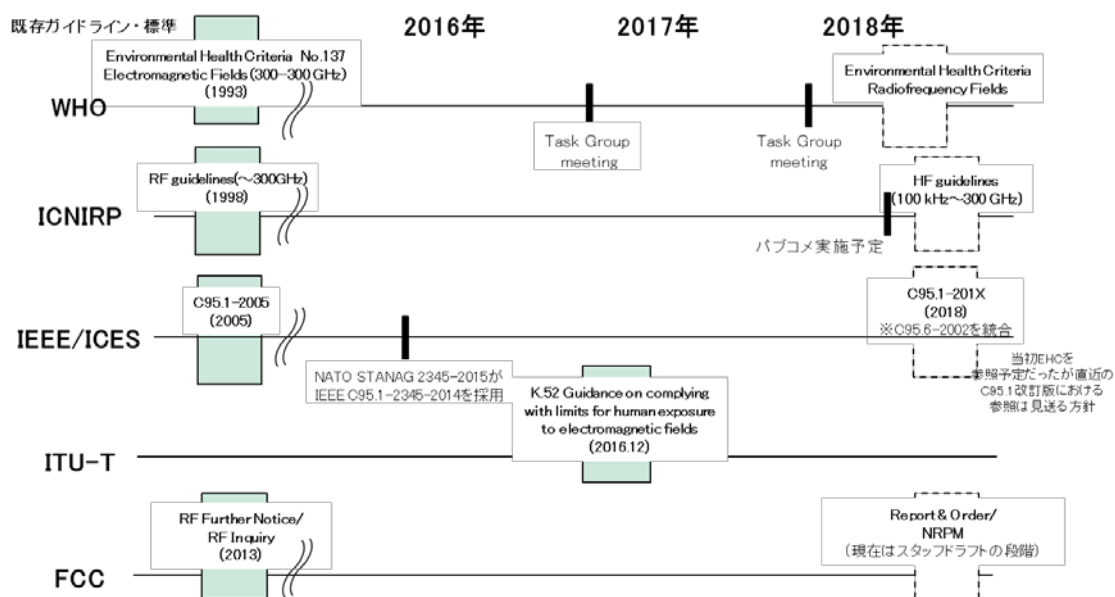 既存ガイドライン・標準
2016年
2017年
2018年
WHO
Environmental Health Criteria No.137
Electromagnetic Fields (300-300 GHz)
(1993)
Task Group
meeting
Task Group
meeting
Environmental Health Criteria
Radiofrequency Fields
ICNIRP
RF guidelines(～300GHz)
(1998)
パブコメ実施予定
HF guidelines
(100 kHz～300 GHz)
IEEE/ICES
C95.1-2005
(2005)
NATO STANAG 2345-2015が
IEEE C95.1-2345-2014を採用
C95.1-201X
(2018)
※C95.6-2002を統合
当初EHCを
参照予定だったが直近の
C95.1改訂版における
参照は見送る方針
ITU-T
K.52 Guidance on complying
with limits for human exposure
to electromagnetic fields
(2016.12)
FCC
RF Further Notice/
RF Inquiry
(2013)
Report & Order/
NRPM
(現在はスタッフドラフトの段階)